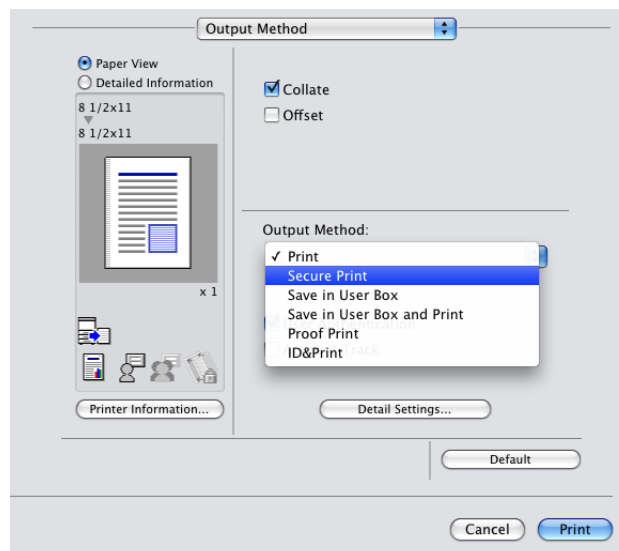 Output Method
Paper View
Detailed Information
8 1/2x11
8 1/2x11
x 1
Printer Information...
Collate
Offset
Output Method:
✓ Print
Secure Print
Save in User Box
Save in User Box and Print
Proof Print
ID&Print
Authentication
Track
Detail Settings...
Default
Cancel
Print